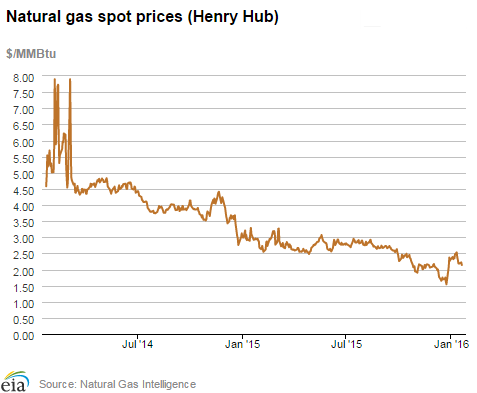 Natural gas spot prices (Henry Hub)
$/MMBtu
8.00
7.50
7.00
6.50
6.00
5.50
5.00
4.50
4.00
3.50
3.00
2.50
2.00
1.50
1.00
0.50
0.00
Jul '14
Jan '15
Jul '15
Jan '16
eia
Source: Natural Gas Intelligence